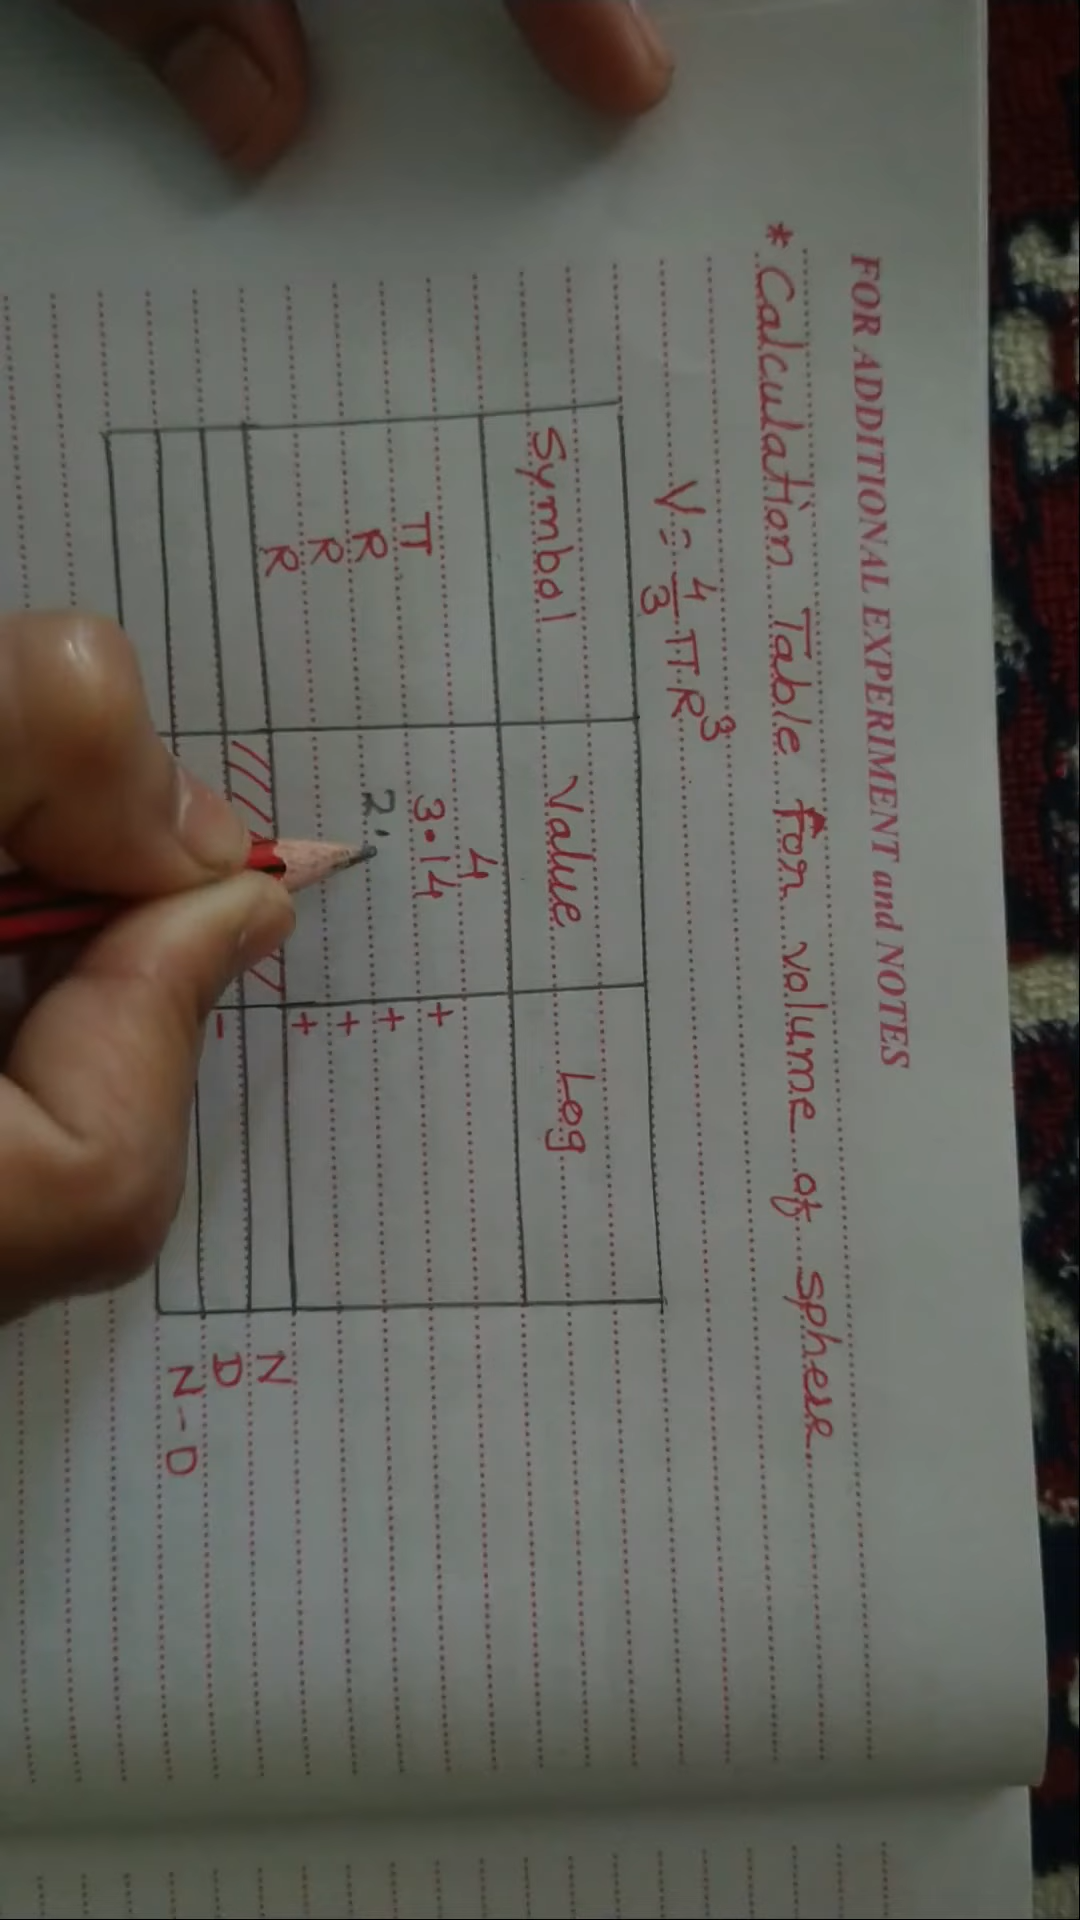 FOR ADDITIONAL EXPERIMENT and NOTES
* Calculation Table for volume of sphere
V = 4/3 π R³
Symbol Value Log
4 +
π 3.14 +
R 2. +
R +
R
N
- D
N-D